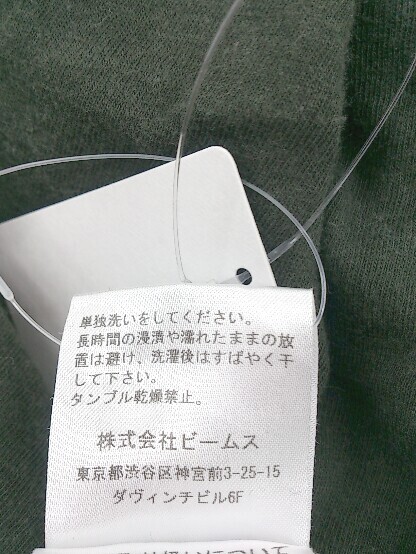 単独洗いをしてください。
長時間の浸漬や濡れたままの放
置は避け、洗濯後はすばやく干
して下さい。
タンブル乾燥禁止。
株式会社ビームス
東京都渋谷区神宮前3-25-15
ダヴィンチビル6F